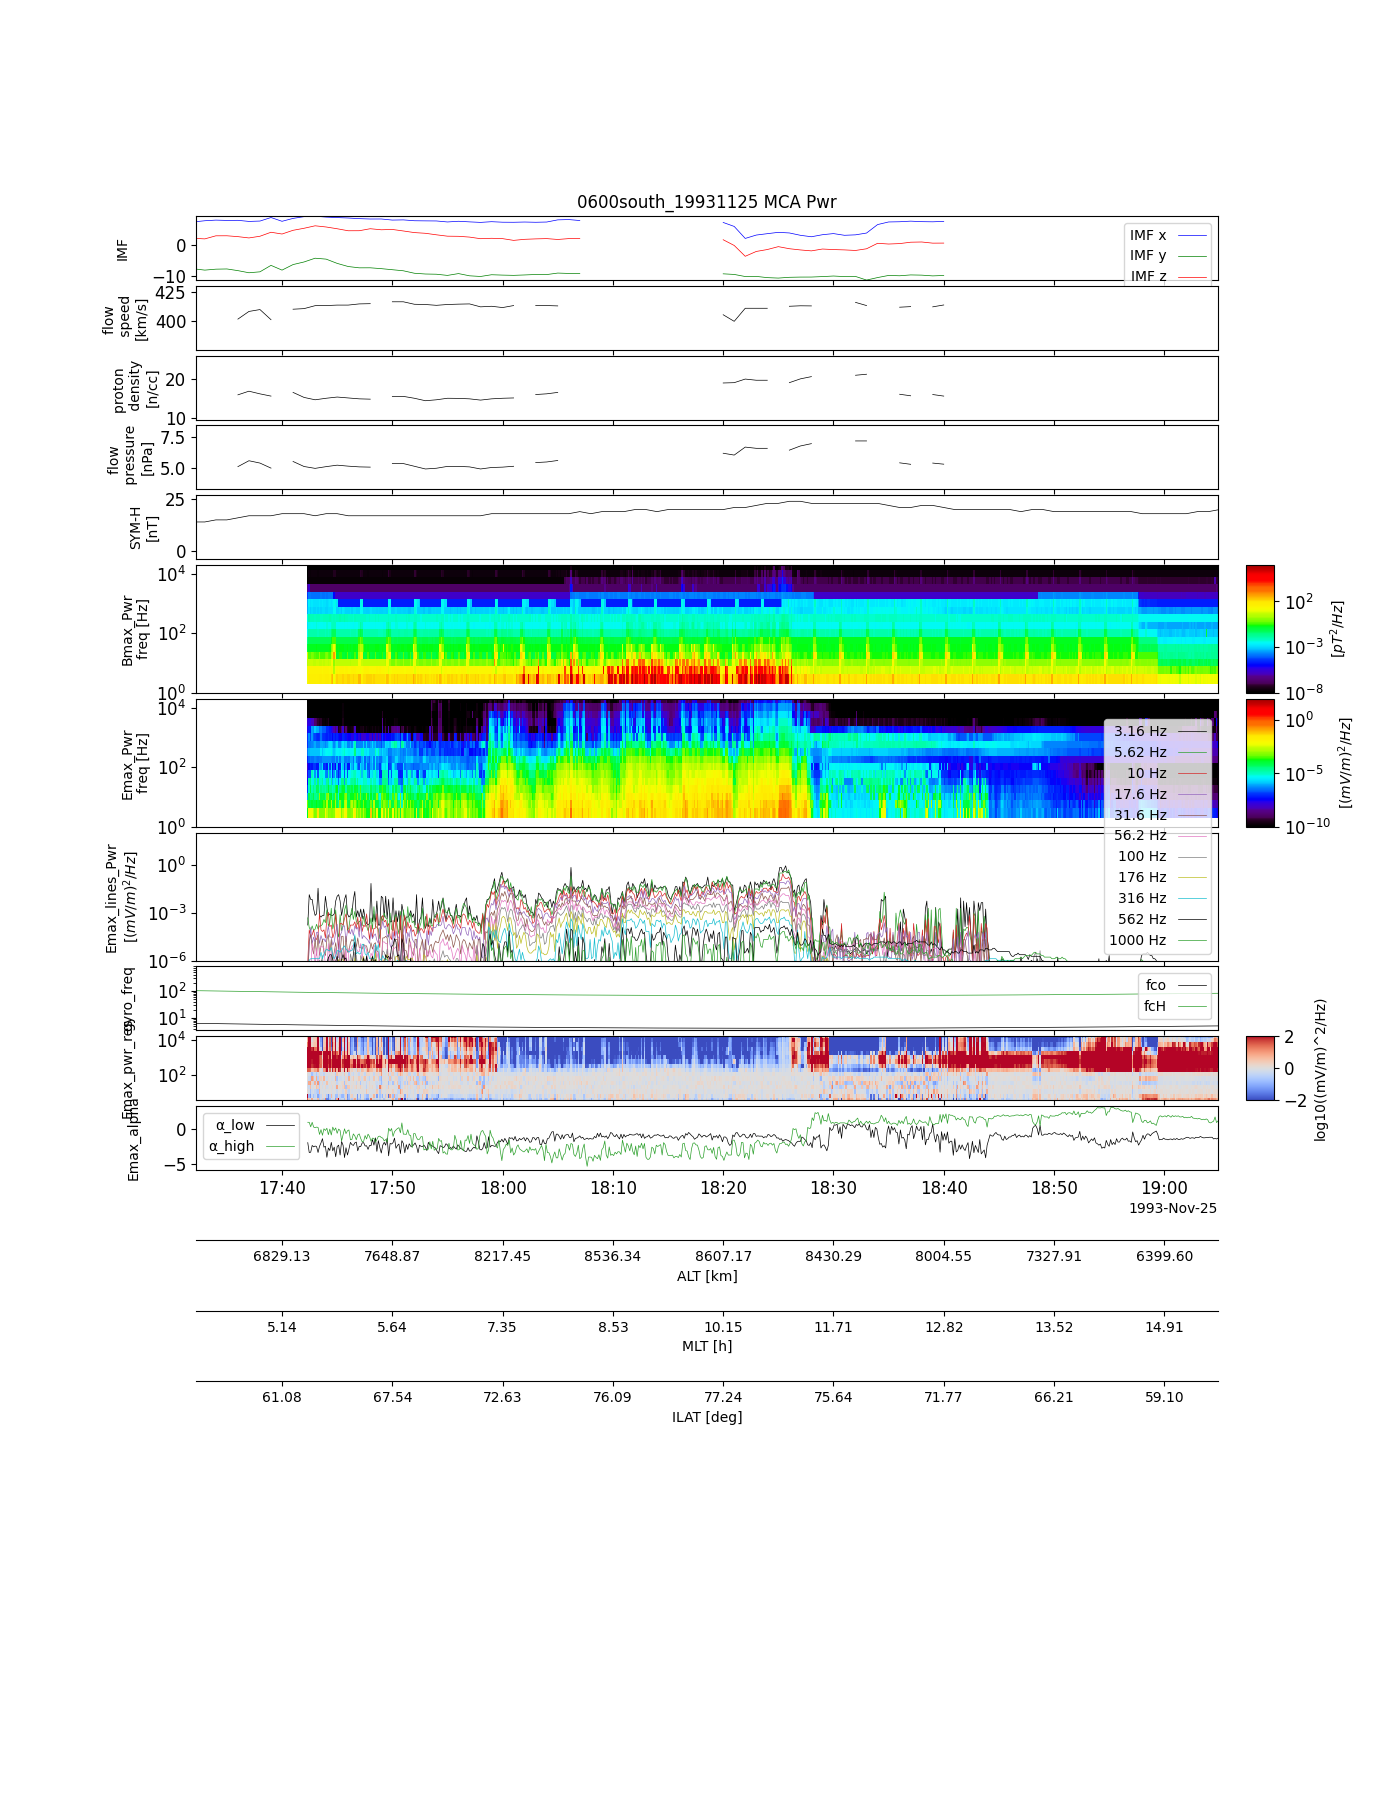 0600south_19931125 MCA Pwr
IMF
0
−10
IMF x
IMF y
IMF z
flow
speed
[km/s]
425
400
proton
density
[n/cc]
20
10
flow
pressure
[nPa]
7.5
5.0
SYM-H
[nT]
25
0
Bmax_Pwr
freq [Hz]
10^4
10^2
10^0
10^2
10^−3
10^−8
[pT^2/Hz]
Emax_Pwr
freq [Hz]
10^4
10^2
10^0
10^0
10^−5
10^−10
[(mV/m)^2/Hz]
3.16 Hz
5.62 Hz
10 Hz
17.6 Hz
31.6 Hz
56.2 Hz
100 Hz
176 Hz
316 Hz
562 Hz
1000 Hz
Emax_lines_Pwr
[(mV/m)^2/Hz]
10^0
10^−3
10^−6
gyro_freq
10^2
10^1
fco
fcH
Emax_pwr_reg
10^4
10^2
2
0
−2
log10((mV/m)^2/Hz)
Emax_alpha
0
−5
α_low
α_high
17:40 17:50 18:00 18:10 18:20 18:30 18:40 18:50 19:00
1993-Nov-25
6829.13 7648.87 8217.45 8536.34 8607.17 8430.29 8004.55 7327.91 6399.60
ALT [km]
5.14 5.64 7.35 8.53 10.15 11.71 12.82 13.52 14.91
MLT [h]
61.08 67.54 72.63 76.09 77.24 75.64 71.77 66.21 59.10
ILAT [deg]